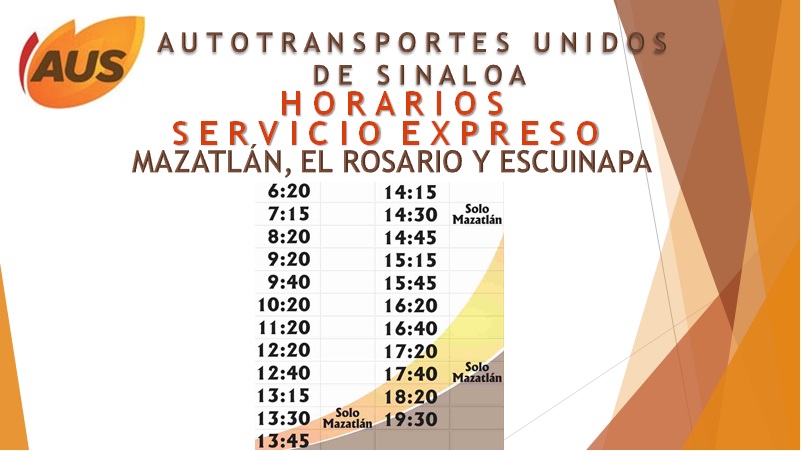 AUS
AUTOTRANSPORTES UNIDOS
DE SINALOA
HORARIOS
SERVICIO EXPRESO
MAZATLÁN, EL ROSARIO Y ESCUINAPA
6:20
7:15
8:20
9:20
9:40
10:20
11:20
12:20
12:40
13:15
13:30 Solo Mazatlán
13:45
14:15
14:30 Solo Mazatlán
14:45
15:15
15:45
16:20
16:40
17:20
17:40 Solo Mazatlán
18:20
19:30